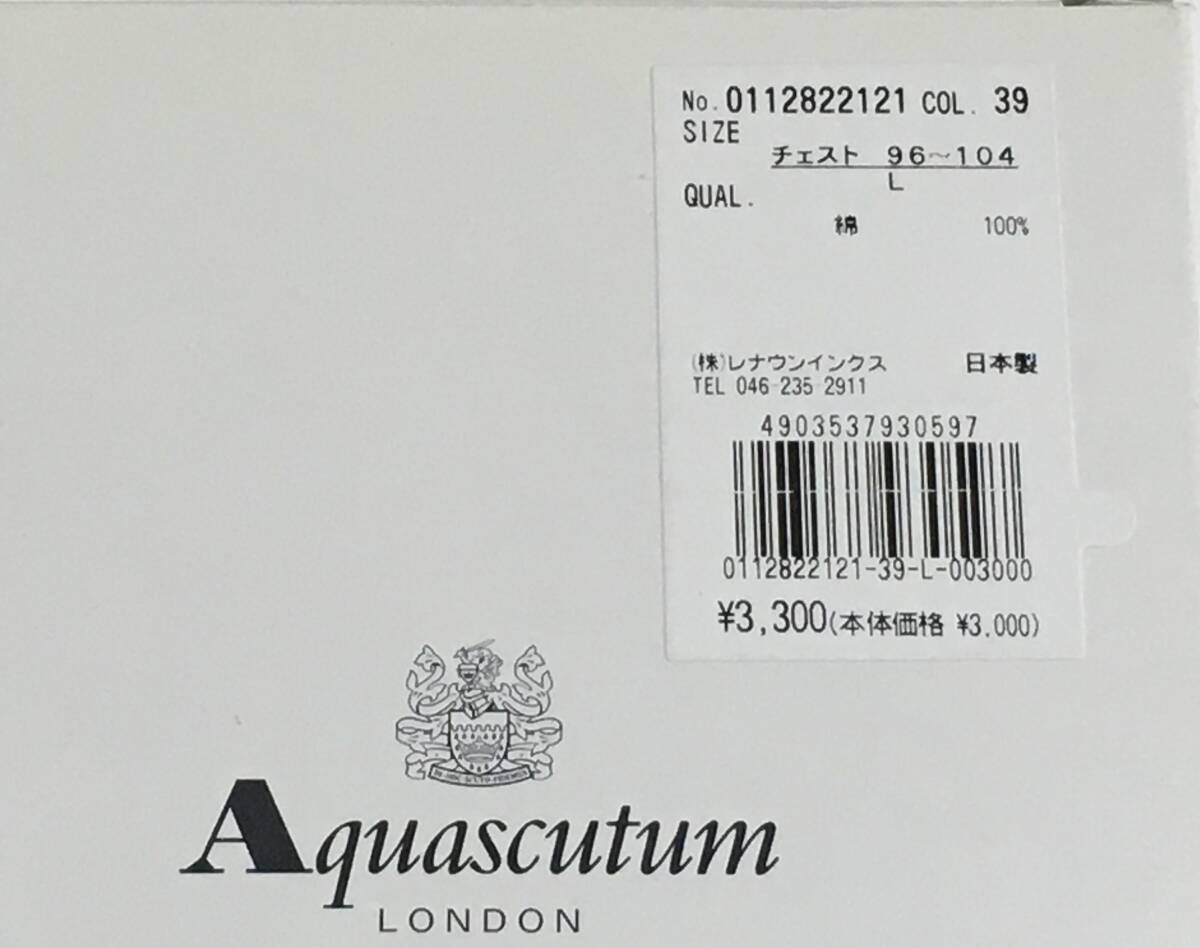 No. 0112822121 COL. 39
SIZE
チェスト 96~104
L
QUAL.
綿 100%
(株)レナウンインクス 日本製
TEL 046-235-2911
4903537930597
0112822121-39-L-003000
¥3,300(本体価格 ¥3,000)
Aquascutum
LONDON